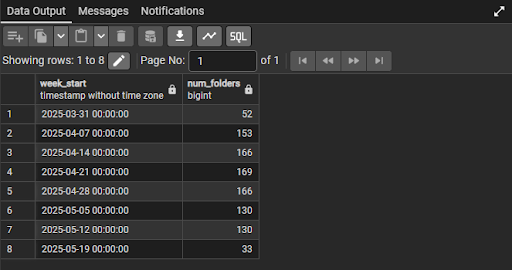 Data Output Messages Notifications
SQL
Showing rows: 1 to 8 Page No: 1 of 1
week_start num_folders
timestamp without time zone bigint
1 2025-03-31 00:00:00 52
2 2025-04-07 00:00:00 153
3 2025-04-14 00:00:00 166
4 2025-04-21 00:00:00 169
5 2025-04-28 00:00:00 166
6 2025-05-05 00:00:00 130
7 2025-05-12 00:00:00 130
8 2025-05-19 00:00:00 33